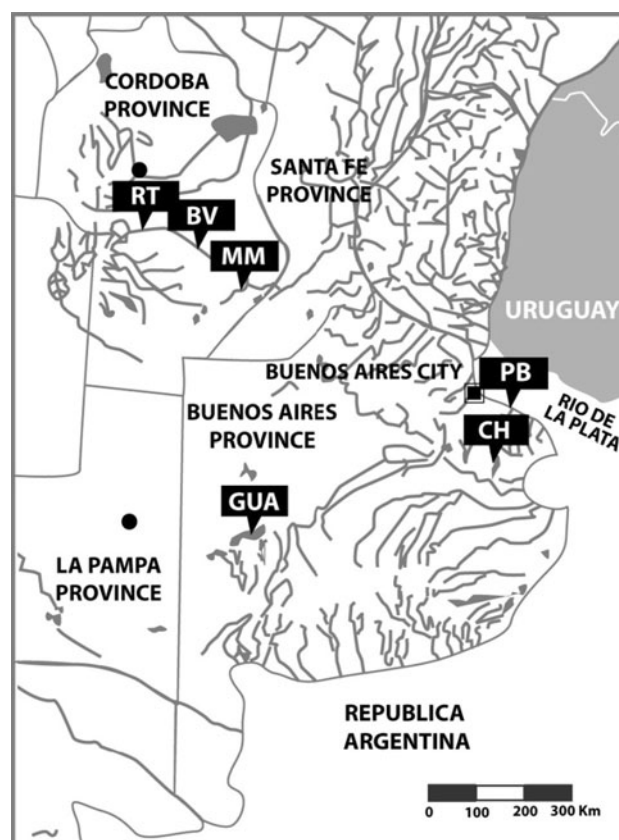 CORDOBA
PROVINCE
SANTA FE
PROVINCE
RT
BV
MM
URUGUAY
BUENOS AIRES CITY
PB
RIO DE
LA PLATA
BUENOS AIRES
PROVINCE
CH
GUA
LA PAMPA
PROVINCE
REPUBLICA
ARGENTINA
0 100 200 300 Km